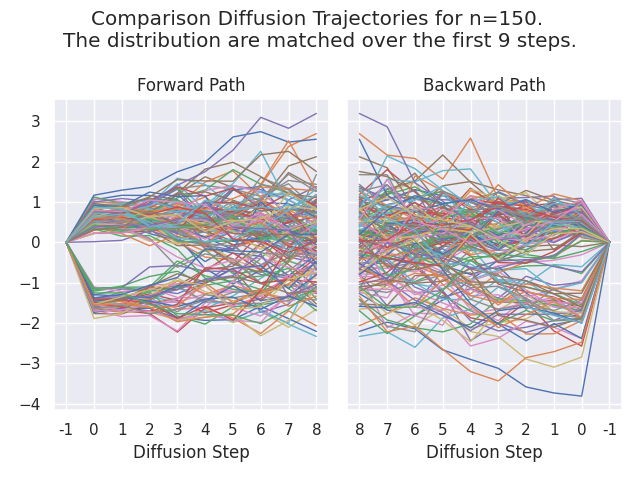 Comparison Diffusion Trajectories for n=150.
The distribution are matched over the first 9 steps.
Forward Path
Backward Path
3
2
1
0
−1
−2
−3
−4
-1 0 1 2 3 4 5 6 7 8
8 7 6 5 4 3 2 1 0 -1
Diffusion Step
Diffusion Step